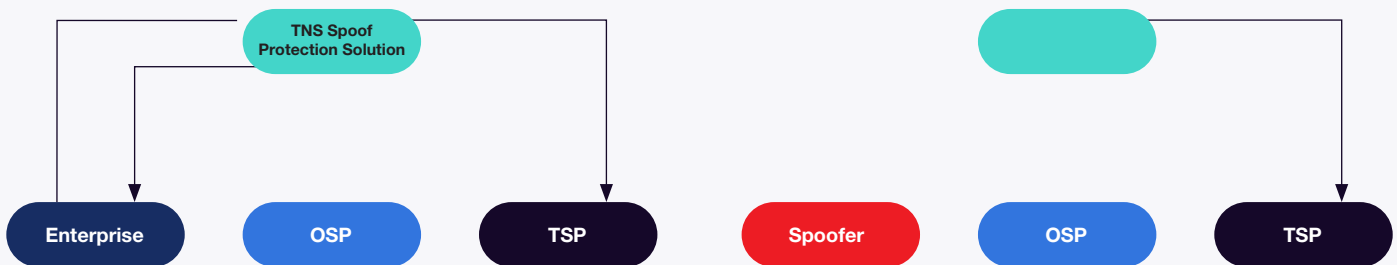 TNS Spoof
Protection Solution
Enterprise
OSP
TSP
Spoofer
OSP
TSP